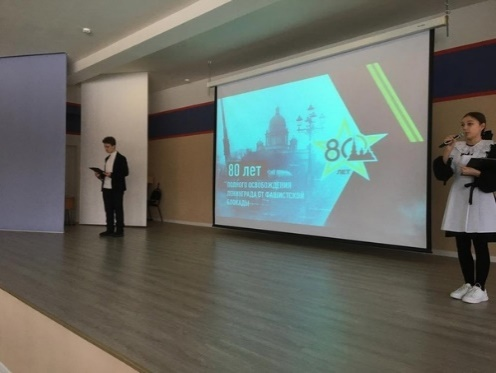 80 лет
ПОЛНОГО ОСВОБОЖДЕНИЯ
ЛЕНИНГРАДА ОТ ФАШИСТСКОЙ
БЛОКАДЫ
80
ЛЕТ